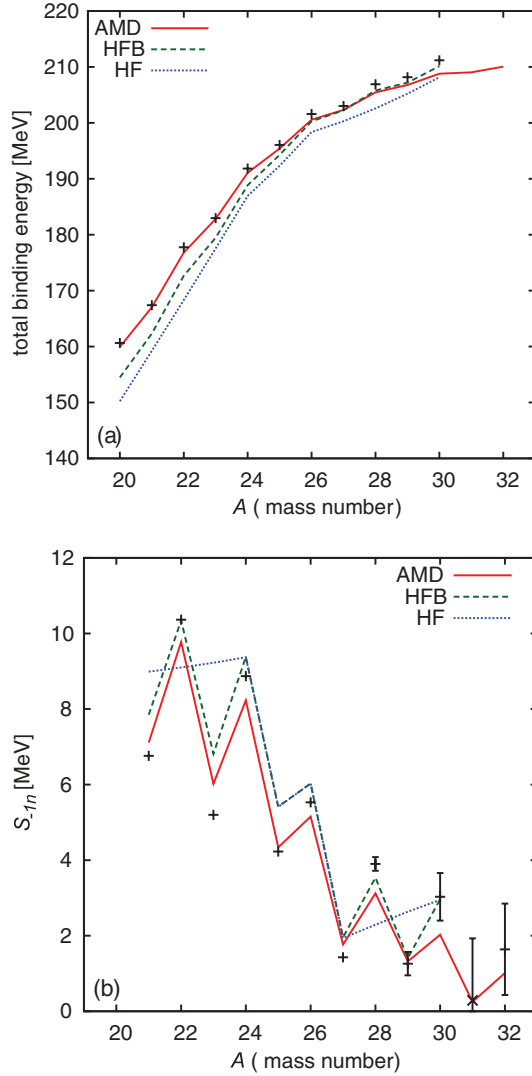 220
210
200
190
180
170
160
150
140
total binding energy [MeV]
AMD
HFB
HF
(a)
20 22 24 26 28 30 32
A ( mass number)
12
10
8
6
4
2
0
S-1n [MeV]
AMD
HFB
HF
(b)
20 22 24 26 28 30 32
A ( mass number)